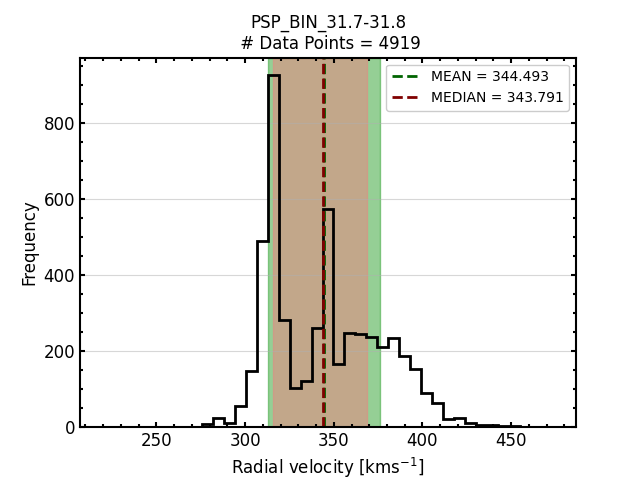 PSP_BIN_31.7-31.8
# Data Points = 4919
MEAN = 344.493
MEDIAN = 343.791
Frequency
800
600
400
200
0
250 300 350 400 450
Radial velocity [kms⁻¹]